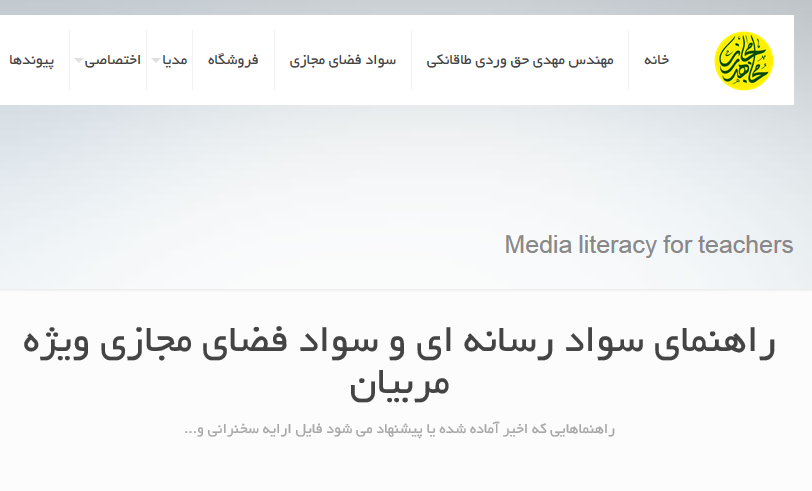 خانه
مهندس مهدی حق وردی طاقانکی
سواد فضای مجازی
فروشگاه
مدیا
اختصاصی
پیوندها
Media literacy for teachers
راهنمای سواد رسانه ای و سواد فضای مجازی ویژه
مربیان
راهنماهایی که اخیر آماده شده یا پیشنهاد می شود فایل ارایه سخنرانی و...